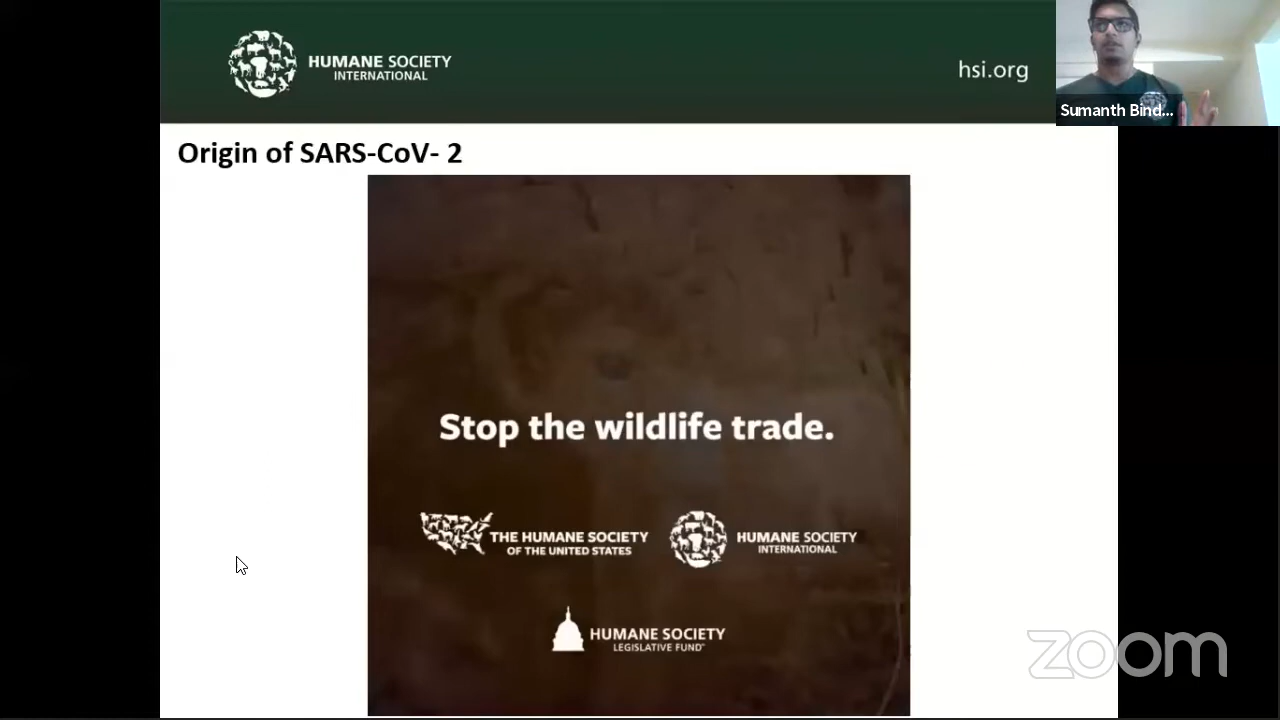 HUMANE SOCIETY
INTERNATIONAL
hsi.org
Sumanth Bind...
Origin of SARS-CoV- 2
Stop the wildlife trade.
THE HUMANE SOCIETY
OF THE UNITED STATES
HUMANE SOCIETY
INTERNATIONAL
HUMANE SOCIETY
LEGISLATIVE FUND™
zoom